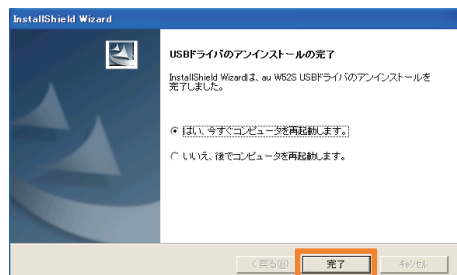 InstallShield Wizard
USBドライバのアンインストールの完了
InstallShield Wizardは、au W52S USBドライバのアンインストールを
完了しました。
はい、今すぐコンピュータを再起動します。
いいえ、後でコンピュータを再起動します。
< 戻る(B) 完了 キャンセル